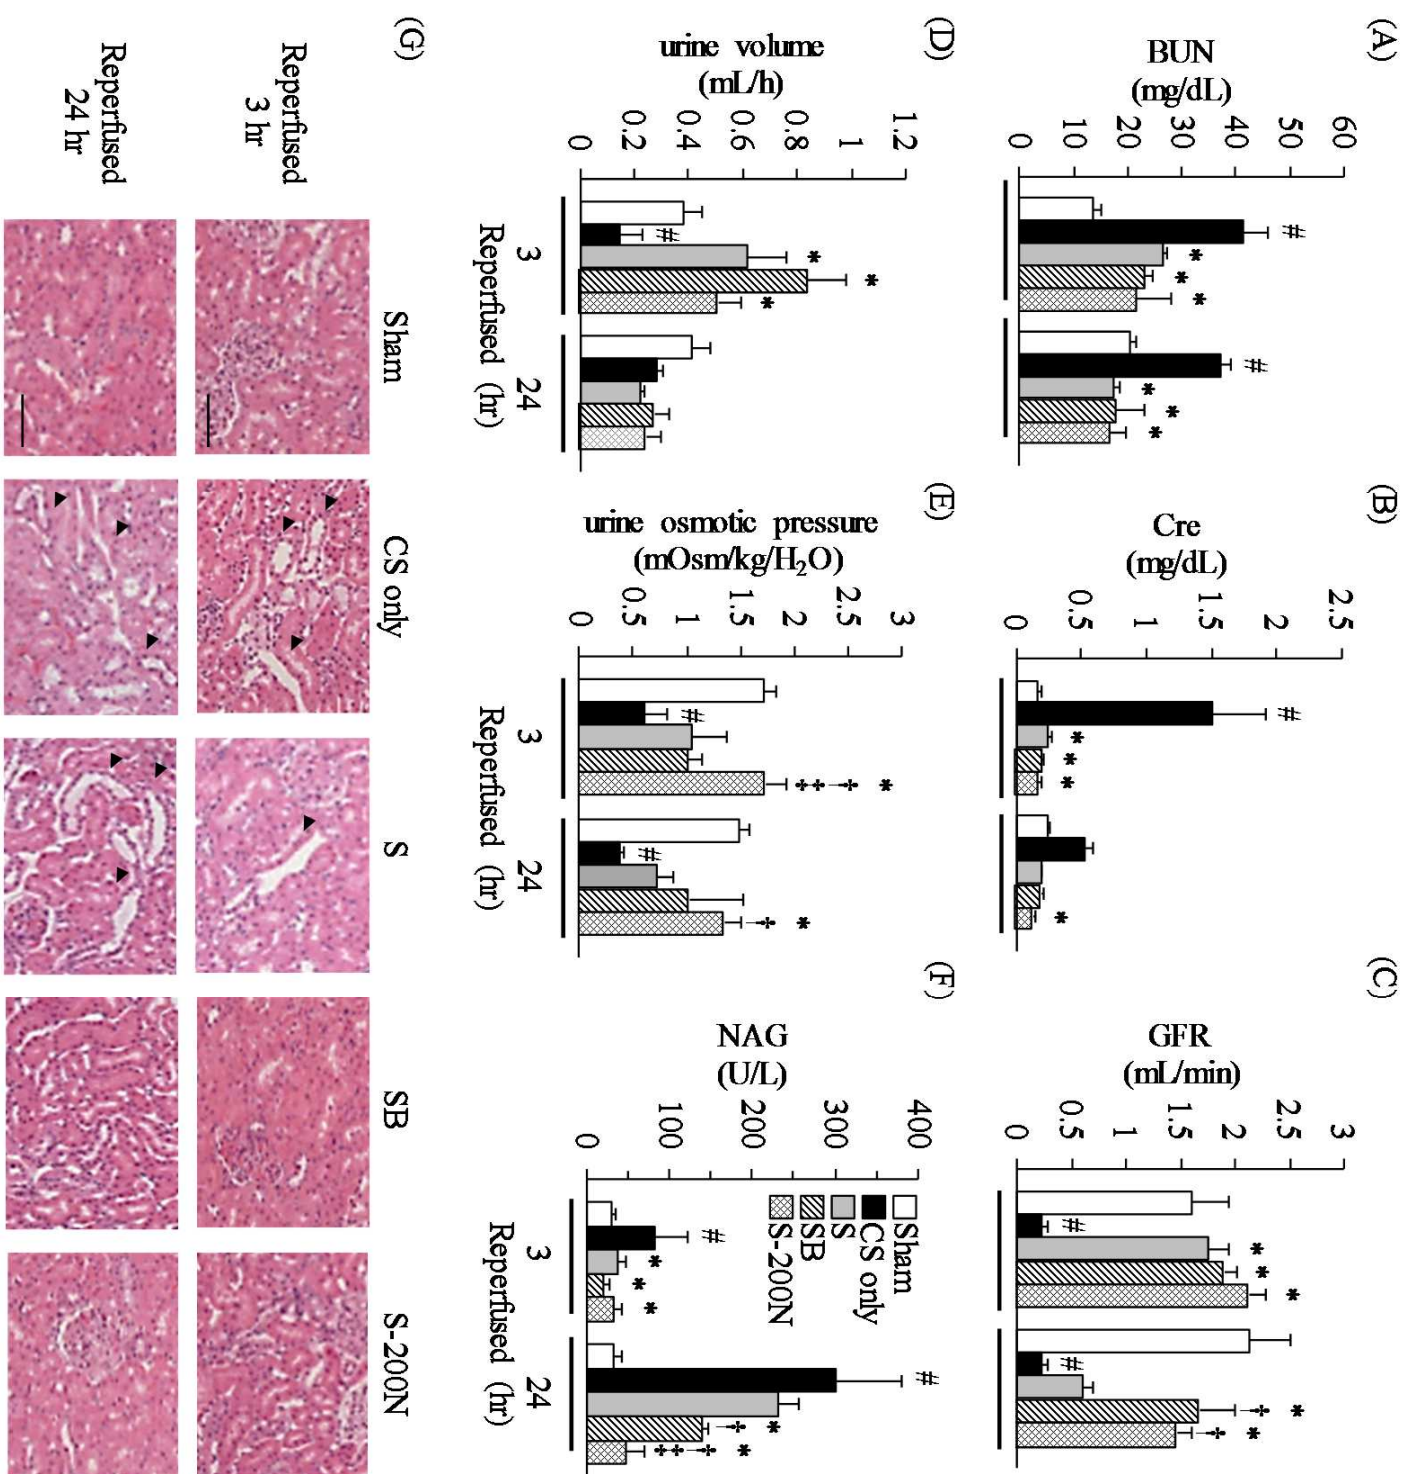 (A)
BUN
(mg/dL)
0
10
20
30
40
50
60
#
*
*
*
#
*
*
*
(B)
Cre
(mg/dL)
0
0.5
1
1.5
2
2.5
#
*
*
*
*
(C)
GFR
(mL/min)
0
0.5
1
1.5
2
2.5
3
#
*
*
*
#
†*
†*
(D)
urine volume
(mL/h)
0
0.2
0.4
0.6
0.8
1
1.2
#
*
*
*
3
24
Reperfused (hr)
(E)
urine osmotic pressure
(mOsm/kg/H₂O)
0
0.5
1
1.5
2
2.5
3
#
‡†*
#
†*
3
24
Reperfused (hr)
(F)
NAG
(U/L)
0
100
200
300
400
Sham
CS only
S
SB
S-200N
#
*
*
*
#
†*
‡†*
3
24
Reperfused (hr)
(G)
Sham
CS only
S
SB
S-200N
Reperfused
3 hr
Reperfused
24 hr